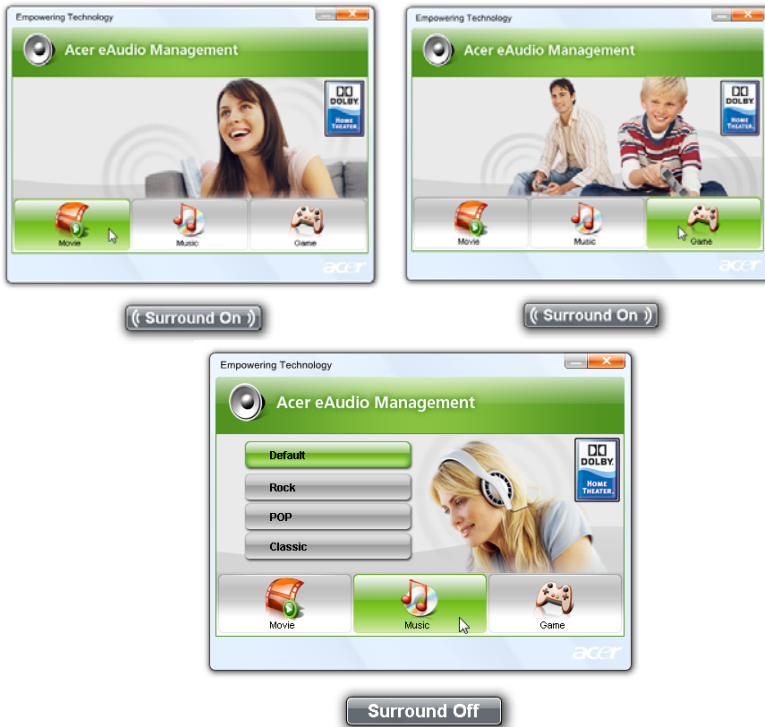 Empowering Technology
Acer eAudio Management
DOLBY
HOME
THEATER
Movie
Music
Game
acer
Surround On
Empowering Technology
Acer eAudio Management
DOLBY
HOME
THEATER
Movie
Music
Game
acer
Surround On
Empowering Technology
Acer eAudio Management
Default
Rock
POP
Classic
DOLBY
HOME
THEATER
Movie
Music
Game
acer
Surround Off